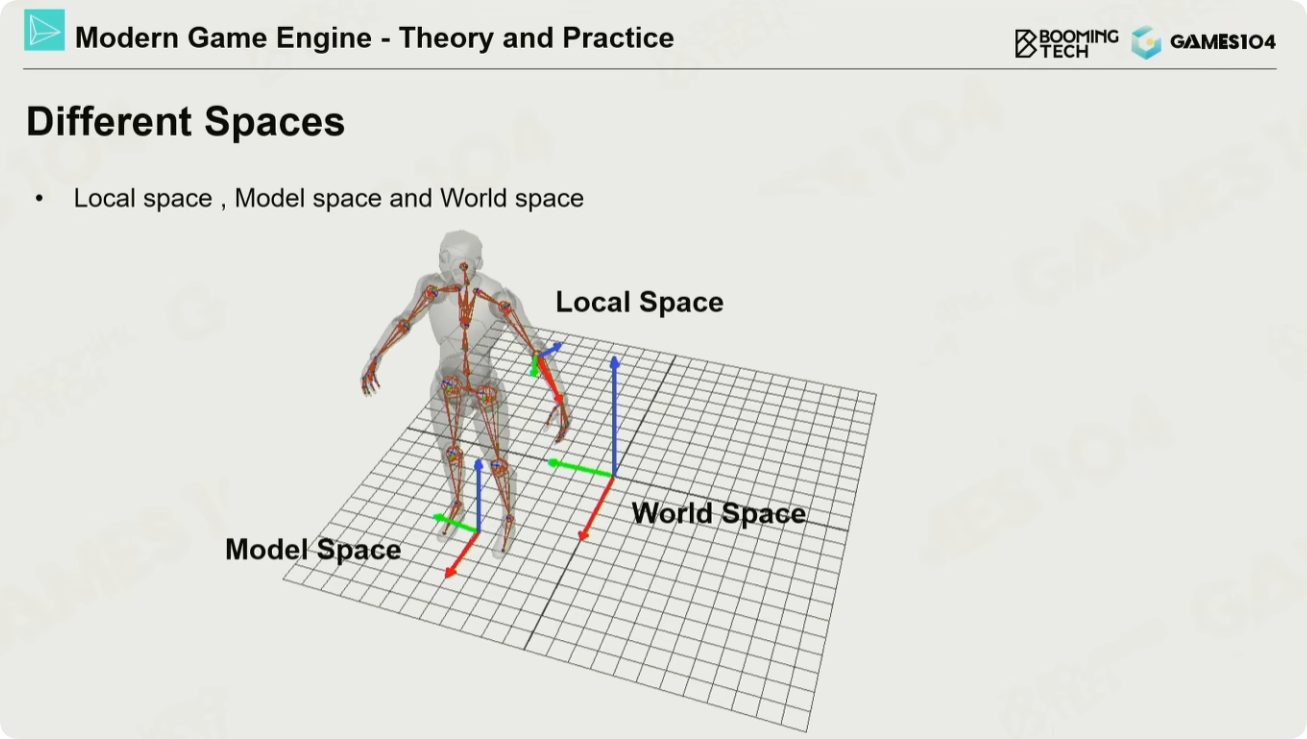 Modern Game Engine - Theory and Practice
BOOMING
TECH
GAMES104
Different Spaces
• Local space , Model space and World space
Local Space
World Space
Model Space